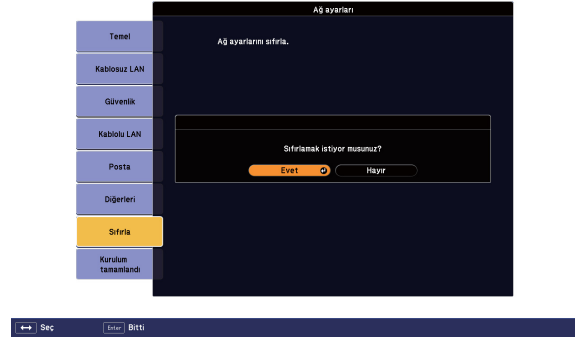 Ağ ayarları
Temel
Ağ ayarlarını sıfırla.
Kablosuz LAN
Güvenlik
Kablolu LAN
Sıfırlamak istiyor musunuz?
Posta
Evet
Hayır
Diğerleri
Sıfırla
Kurulum
tamamlandı
Seç
Enter Bitti